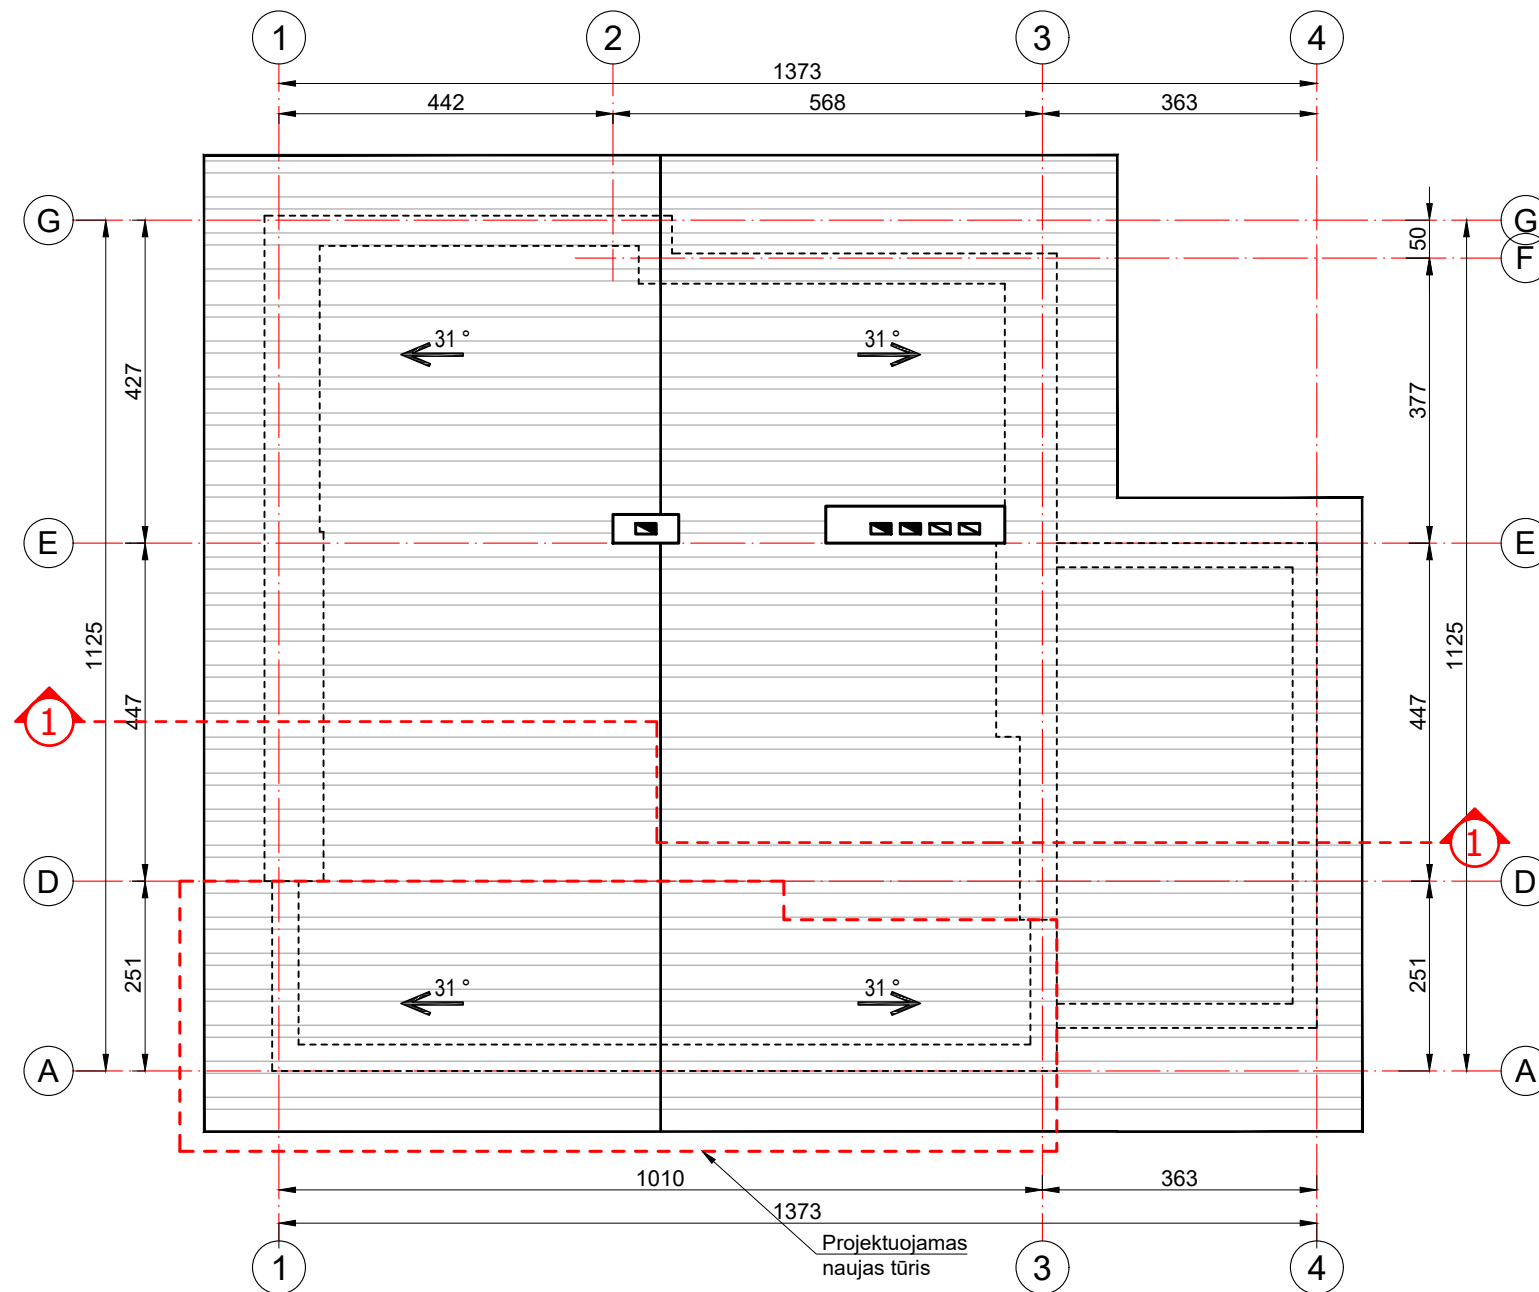 1 2 3 4
1373
442 568 363
G G
50
F
31 ° 31 °
427 377
E E
1125 1125
447 447
1 1
D D
31 ° 31 °
251 251
A A
1010 363
1373
Projektuojamas
naujas tūris
1 3 4